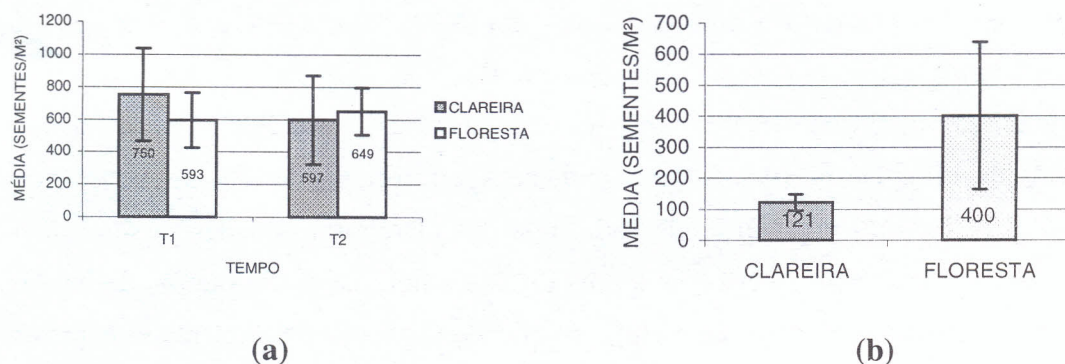 MÉDIA (SEMENTES/M²)
1200
1000
800
600
400
200
0
750
593
597
649
T1
T2
TEMPO
CLAREIRA
FLORESTA
(a)
MEDIA (SEMENTES/M²)
700
600
500
400
300
200
100
0
121
400
CLAREIRA
FLORESTA
(b)